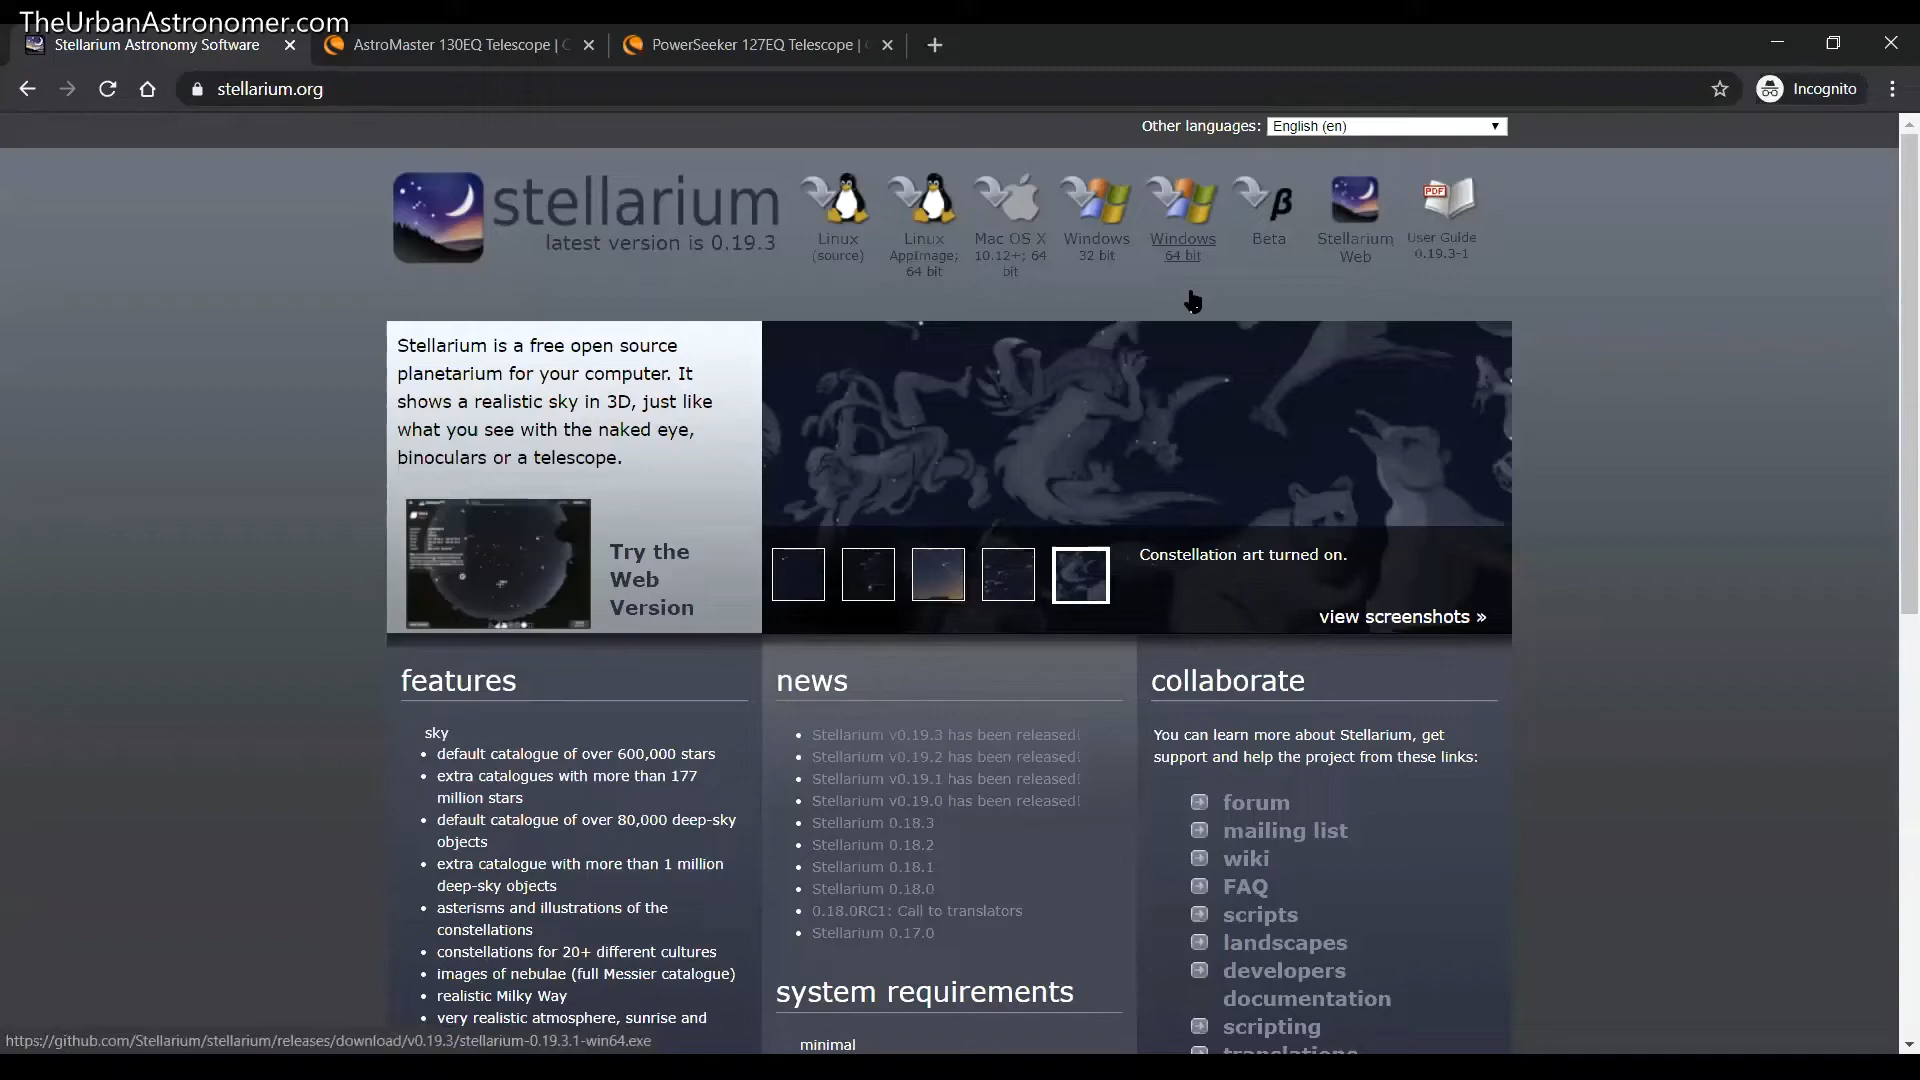 TheUrbanAstronomer.com
Stellarium Astronomy Software
AstroMaster 130EQ Telescope |
PowerSeeker 127EQ Telescope |
stellarium.org
Incognito
Other languages: English (en)
stellarium
latest version is 0.19.3
Linux
(source)
Linux
AppImage;
64 bit
Mac OS X
10.12+; 64
bit
Windows
32 bit
Windows
64 bit
β
Beta
Stellarium
Web
PDF
User Guide
0.19.3-1
Stellarium is a free open source
planetarium for your computer. It
shows a realistic sky in 3D, just like
what you see with the naked eye,
binoculars or a telescope.
Try the
Web
Version
Constellation art turned on.
view screenshots »
features
sky
default catalogue of over 600,000 stars
extra catalogues with more than 177
million stars
default catalogue of over 80,000 deep-sky
objects
extra catalogue with more than 1 million
deep-sky objects
asterisms and illustrations of the
constellations
constellations for 20+ different cultures
images of nebulae (full Messier catalogue)
realistic Milky Way
very realistic atmosphere, sunrise and
news
Stellarium v0.19.3 has been released!
Stellarium v0.19.2 has been released!
Stellarium v0.19.1 has been released!
Stellarium v0.19.0 has been released!
Stellarium 0.18.3
Stellarium 0.18.2
Stellarium 0.18.1
Stellarium 0.18.0
0.18.0RC1: Call to translators
Stellarium 0.17.0
system requirements
minimal
collaborate
You can learn more about Stellarium, get
support and help the project from these links:
forum
mailing list
wiki
FAQ
scripts
landscapes
developers
documentation
scripting
translations
https://github.com/Stellarium/stellarium/releases/download/v0.19.3/stellarium-0.19.3.1-win64.exe